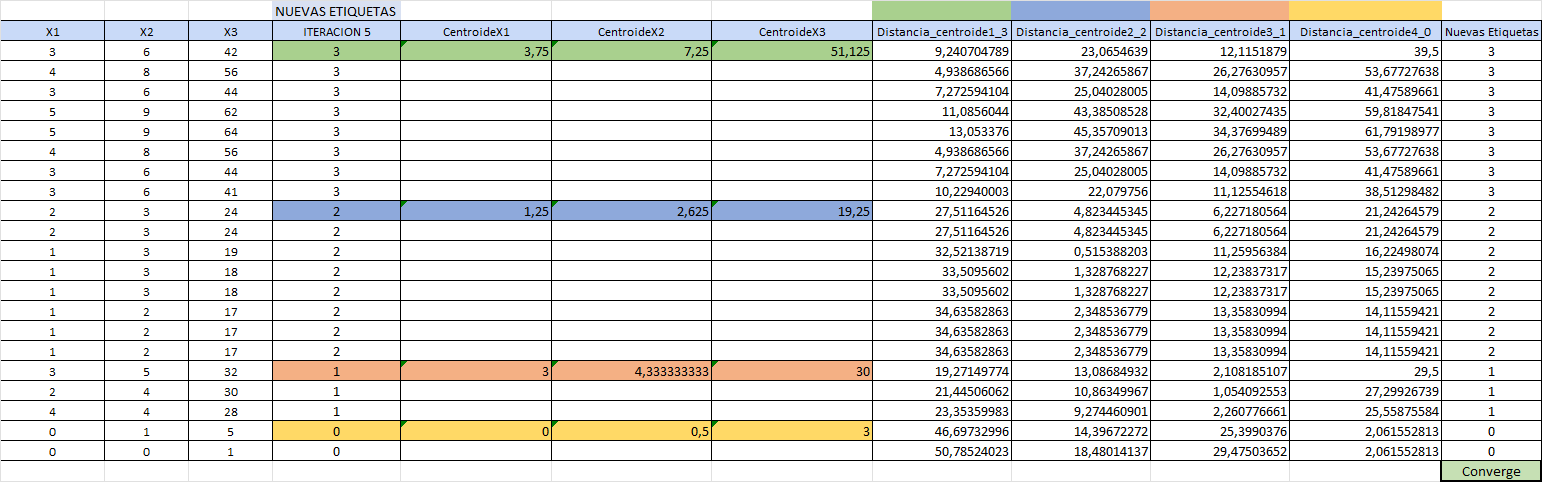 NUEVAS ETIQUETAS
X1 X2 X3 ITERACION 5 CentroideX1 CentroideX2 CentroideX3 Distancia_centroide1_3 Distancia_centroide2_2 Distancia_centroide3_1 Distancia_centroide4_0 Nuevas Etiquetas
3 6 42 3 3,75 7,25 51,125 9,240704789 23,0654639 12,1151879 39,5 3
4 8 56 3 4,938686566 37,24265867 26,27630957 53,67727638 3
3 6 44 3 7,272594104 25,04028005 14,09885732 41,47589661 3
5 9 62 3 11,0856044 43,38508528 32,40027435 59,81847541 3
5 9 64 3 13,053376 45,35709013 34,37699489 61,79198977 3
4 8 56 3 4,938686566 37,24265867 26,27630957 53,67727638 3
3 6 44 3 7,272594104 25,04028005 14,09885732 41,47589661 3
3 6 41 3 10,22940003 22,079756 11,12554618 38,51298482 3
2 3 24 2 1,25 2,625 19,25 27,51164526 4,823445345 6,227180564 21,24264579 2
2 3 24 2 27,51164526 4,823445345 6,227180564 21,24264579 2
1 3 19 2 32,52138719 0,515388203 11,25956384 16,22498074 2
1 3 18 2 33,5095602 1,328768227 12,23837317 15,23975065 2
1 3 18 2 33,5095602 1,328768227 12,23837317 15,23975065 2
1 2 17 2 34,63582863 2,348536779 13,35830994 14,11559421 2
1 2 17 2 34,63582863 2,348536779 13,35830994 14,11559421 2
1 2 17 2 34,63582863 2,348536779 13,35830994 14,11559421 2
3 5 32 1 3 4,333333333 30 19,27149774 13,08684932 2,108185107 29,5 1
2 4 30 1 21,44506062 10,86349967 1,054092553 27,29926739 1
4 4 28 1 23,35359983 9,274460901 2,260776661 25,55875584 1
0 1 5 0 0 0,5 3 46,69732996 14,39672272 25,3990376 2,061552813 0
0 0 1 0 50,78524023 18,48014137 29,47503652 2,061552813 0
Converge